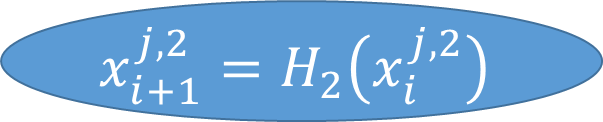 $x_{i+1}^{j,2} = H_2(x_i^{j,2})$